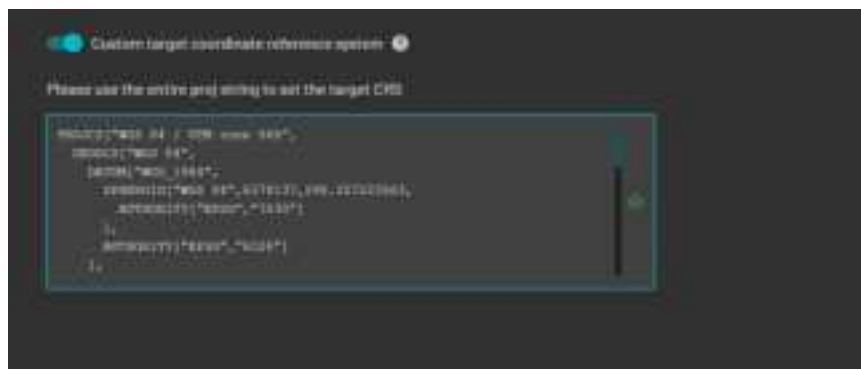 Custom target coordinate reference system ?
Please use the entire proj string to set the target CRS
PROJCS["WGS 84 / UTM zone
GEOGCS["WGS 84",
DATUM["WGS_1984",
SPHEROID["WGS 84",6378137,298.257223563,
AUTHORITY["EPSG","7030"]
],
AUTHORITY["EPSG","6326"]
],